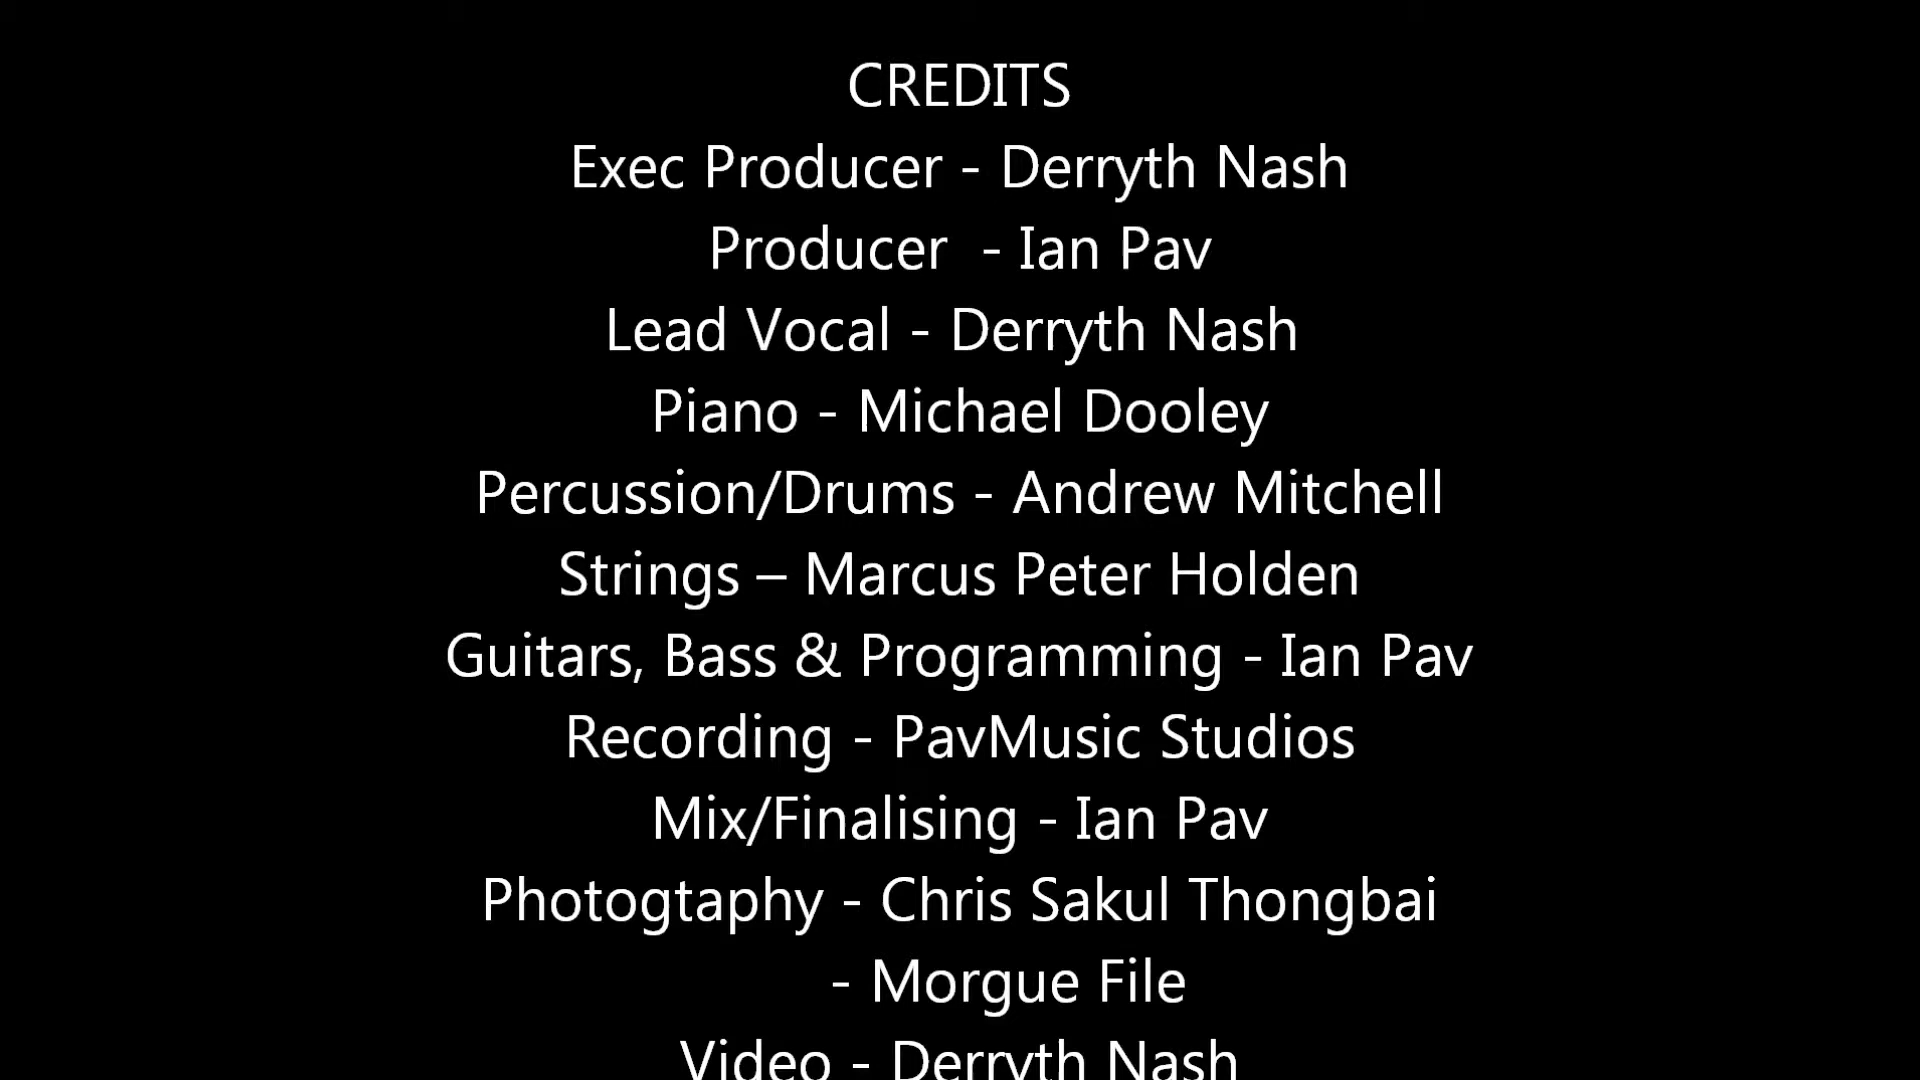 CREDITS
Exec Producer - Derryth Nash
Producer  - Ian Pav
Lead Vocal - Derryth Nash
Piano - Michael Dooley
Percussion/Drums - Andrew Mitchell
Strings – Marcus Peter Holden
Guitars, Bass & Programming - Ian Pav
Recording - PavMusic Studios
Mix/Finalising - Ian Pav
Photogtaphy - Chris Sakul Thongbai
- Morgue File
Video - Derryth Nash